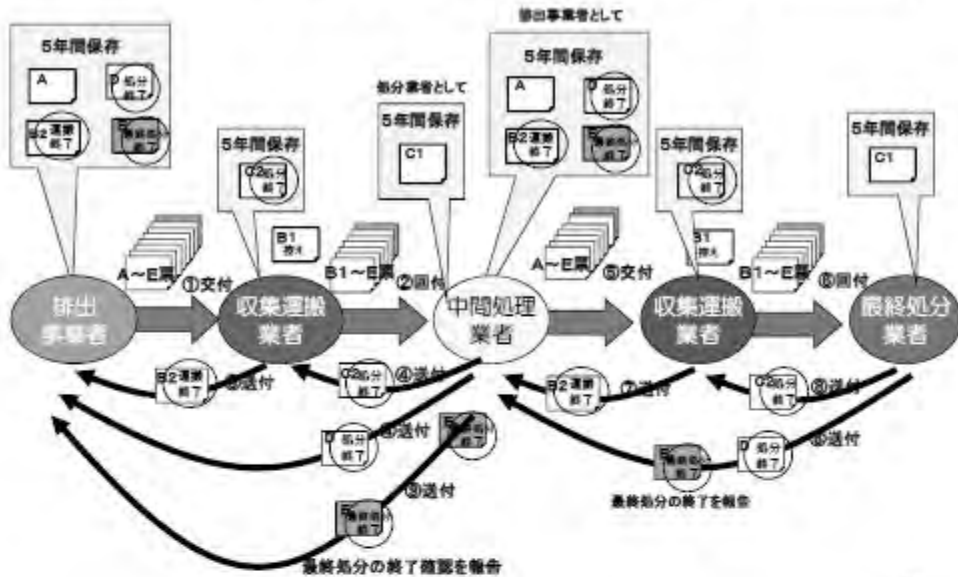 排出事業者として
5年間保存
A
D 処分
終了
B2 運搬
終了
E 最終処分
終了
処分業者として
5年間保存
C1
5年間保存
A
D 処分
終了
B2 運搬
終了
E 最終処分
終了
5年間保存
C2 処分
終了
5年間保存
C2 処分
終了
5年間保存
C1
A～E票
①交付
B1
控え
B1～E票
②回付
A～E票
⑤交付
B1
控え
B1～E票
⑥回付
排出
事業者
収集運搬
業者
中間処理
業者
収集運搬
業者
最終処分
業者
B2 運搬
終了
送付
C2 処分
終了
④送付
B2 運搬
終了
⑦送付
C2 処分
終了
⑧送付
D 処分
終了
④送付
E 最終処分
終了
送付
E 最終処分
終了
D 処分
終了
送付
E 最終処分
終了
最終処分の終了を報告
最終処分の終了確認を報告